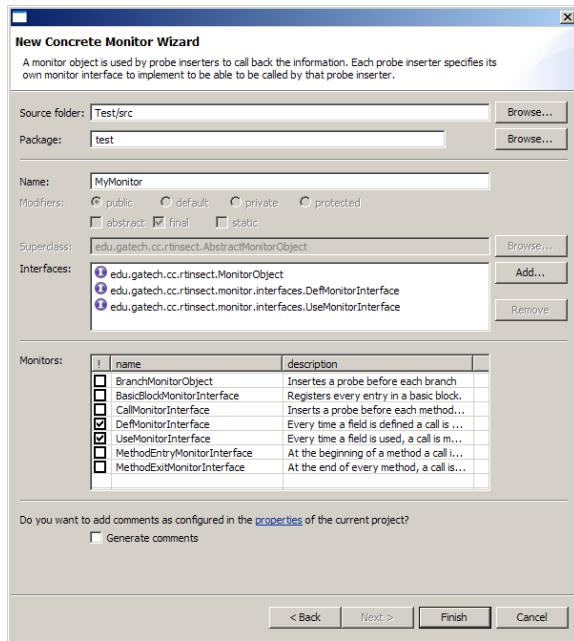 New Concrete Monitor Wizard
A monitor object is used by probe inserters to call back the information. Each probe inserter specifies its
own monitor interface to implement to be able to be called by that probe inserter.
Source folder: Test/src Browse...
Package: test Browse...
Name: MyMonitor
Modifiers: public default private protected
abstract final static
Superclass: edu.gatech.cc.rtinsect.AbstractMonitorObject Browse...
Interfaces: edu.gatech.cc.rtinsect.MonitorObject Add...
edu.gatech.cc.rtinsect.monitor.interfaces.DefMonitorInterface
edu.gatech.cc.rtinsect.monitor.interfaces.UseMonitorInterface
Remove
Monitors: ! name description
BranchMonitorObject Insertes a probe before each branch
BasicBlockMonitorInterface Registers every entry in a basic block.
CallMonitorInterface Inserts a probe before each method...
DefMonitorInterface Every time a field is defined a call is ...
UseMonitorInterface Every time a field is used, a call is m...
MethodEntryMonitorInterface At the beginning of a method a call i...
MethodExitMonitorInterface At the end of every method, a call is...
Do you want to add comments as configured in the properties of the current project?
Generate comments
< Back Next > Finish Cancel